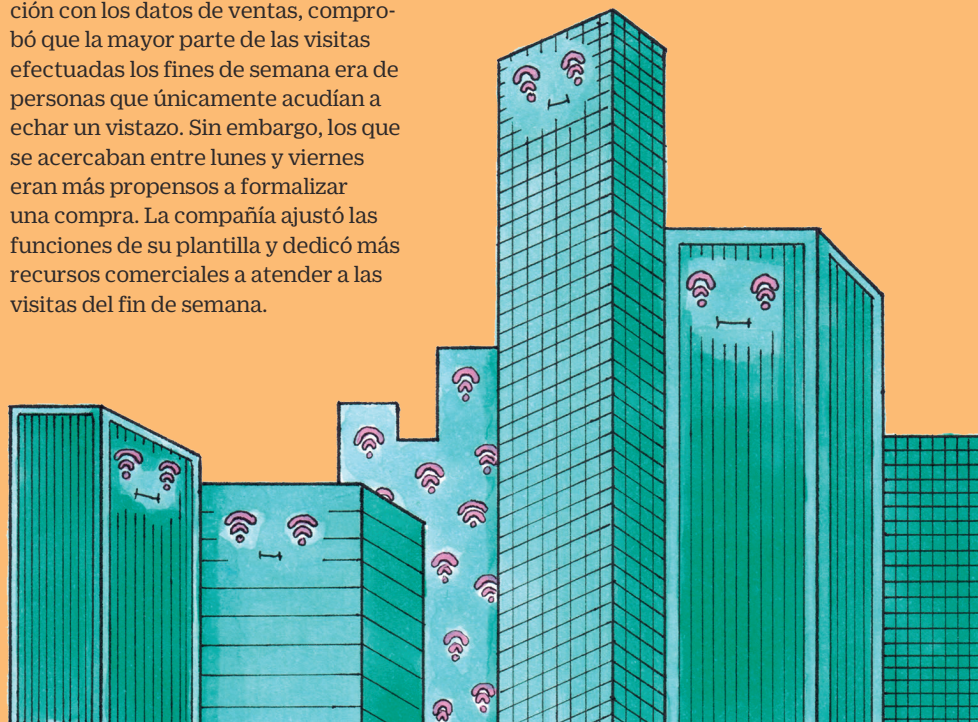 ción con los datos de ventas, compro-
bó que la mayor parte de las visitas
efectuadas los fines de semana era de
personas que únicamente acudían a
echar un vistazo. Sin embargo, los que
se acercaban entre lunes y viernes
eran más propensos a formalizar
una compra. La compañía ajustó las
funciones de su plantilla y dedicó más
recursos comerciales a atender a las
visitas del fin de semana.